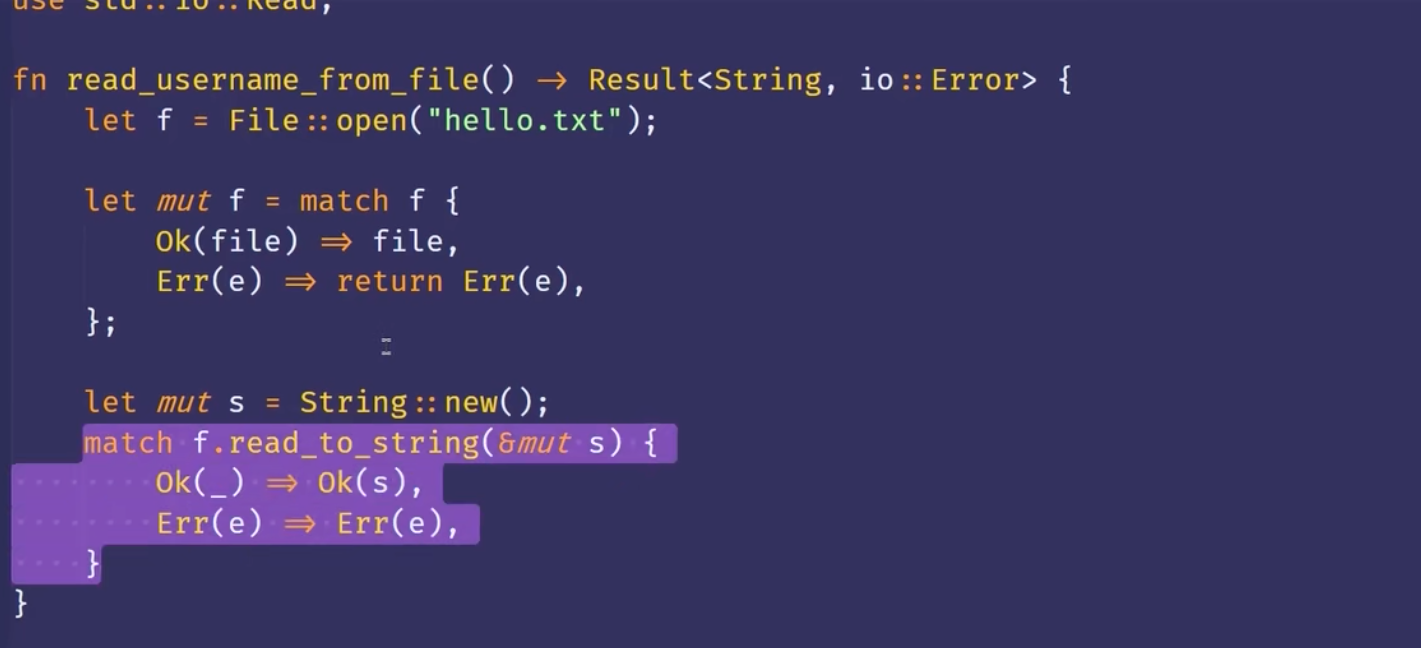 use std::io::Read;
fn read_username_from_file() -> Result<String, io::Error> {
    let f = File::open("hello.txt");
    let mut f = match f {
        Ok(file) => file,
        Err(e) => return Err(e),
    };
    let mut s = String::new();
    match f.read_to_string(&mut s) {
        Ok(_) => Ok(s),
        Err(e) => Err(e),
    }
}